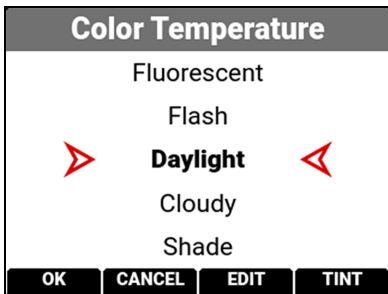 Color Temperature
Fluorescent
Flash
Daylight
Cloudy
Shade
OK CANCEL EDIT TINT